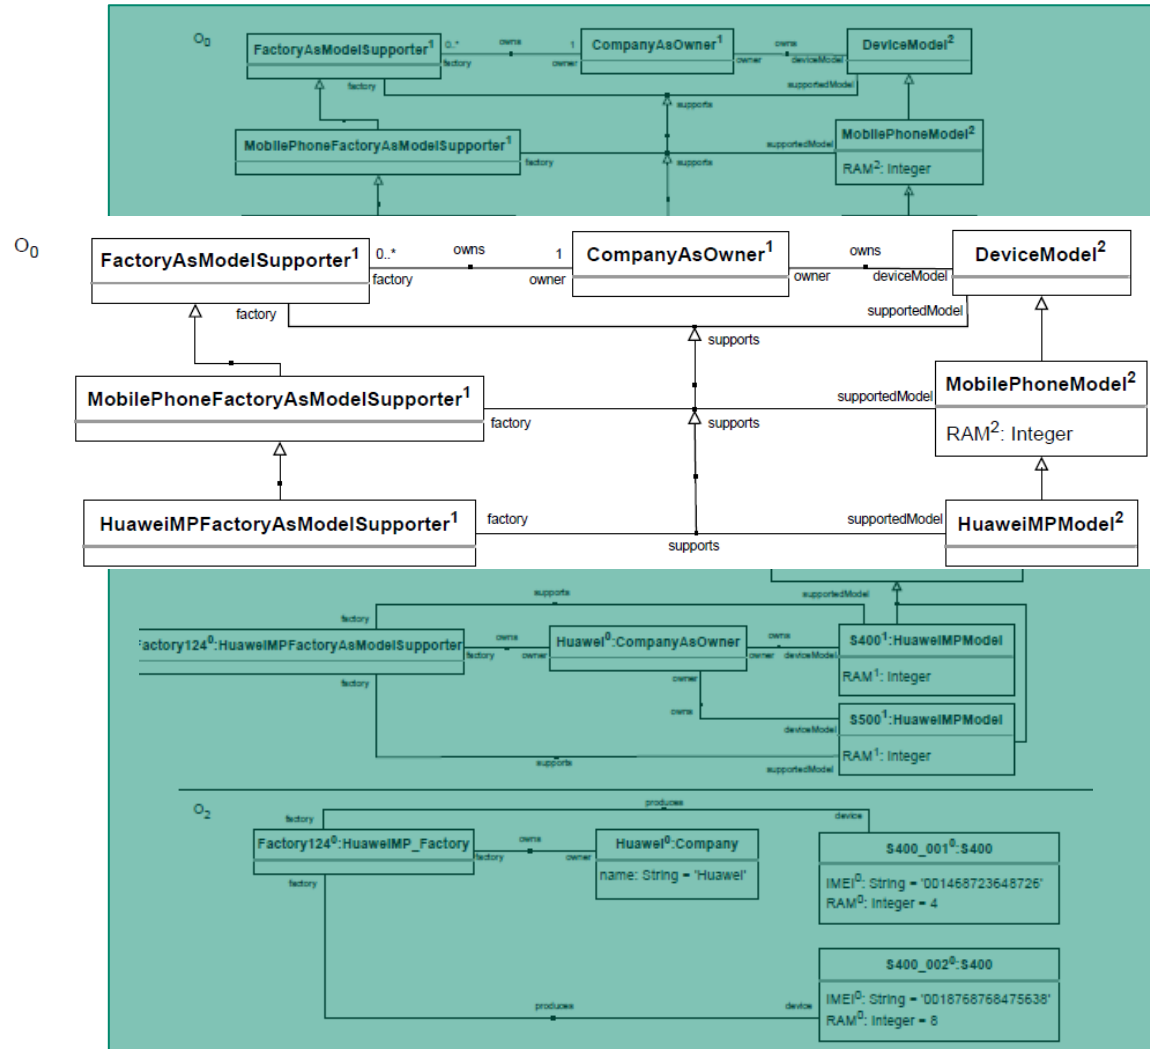 O0
FactoryAsModelSupporter1
0..*
owns
1
CompanyAsOwner1
owns
DeviceModel2
factory
owner
owner
deviceModel
factory
supportedModel
supports
MobilePhoneFactoryAsModelSupporter1
MobilePhoneModel2
factory
supports
supportedModel
RAM2: Integer
O0
FactoryAsModelSupporter1
0..*
owns
1
CompanyAsOwner1
owns
DeviceModel2
factory
owner
owner
deviceModel
factory
supportedModel
supports
MobilePhoneFactoryAsModelSupporter1
supportedModel
MobilePhoneModel2
factory
supports
RAM2: Integer
HuaweiMPFactoryAsModelSupporter1
factory
supportedModel
HuaweiMPModel2
supports
supports
supportedModel
factory
Factory1240:HuaweiMPFactoryAsModelSupporter
owns
Huawei0:CompanyAsOwner
owns
S4001:HuaweiMPModel
factory
owner
owner
deviceModel
RAM1: Integer
factory
owner
owns
S5001:HuaweiMPModel
deviceModel
RAM1: Integer
supports
supportedModel
O2
produces
factory
device
Factory1240:HuaweiMP_Factory
owns
Huawei0:Company
S400_0010:S400
factory
owner
name: String = 'Huawei'
IMEI0: String = '001468723648726'
RAM0: Integer = 4
factory
S400_0020:S400
produces
device
IMEI0: String = '0018768768475638'
RAM0: Integer = 8